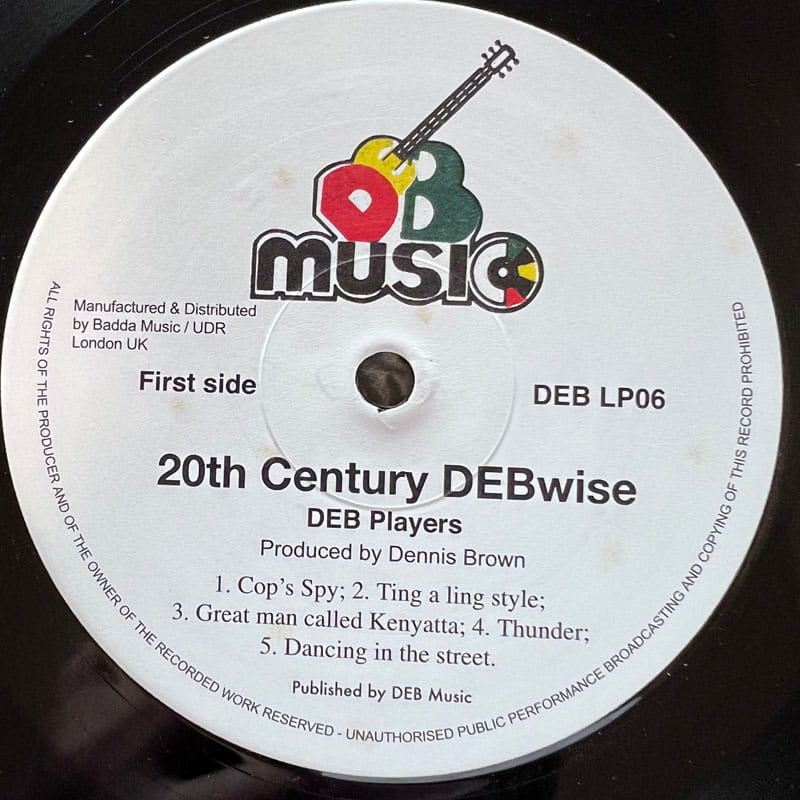 DEB
MUSIC
Manufactured & Distributed
by Badda Music / UDR
London UK
First side
DEB LP06
20th Century DEBwise
DEB Players
Produced by Dennis Brown
1. Cop's Spy; 2. Ting a ling style;
3. Great man called Kenyatta; 4. Thunder;
5. Dancing in the street.
Published by DEB Music
ALL RIGHTS OF THE PRODUCER AND OF THE OWNER OF THE RECORDED WORK RESERVED - UNAUTHORISED PUBLIC PERFORMANCE BROADCASTING AND COPYING OF THIS RECORD PROHIBITED